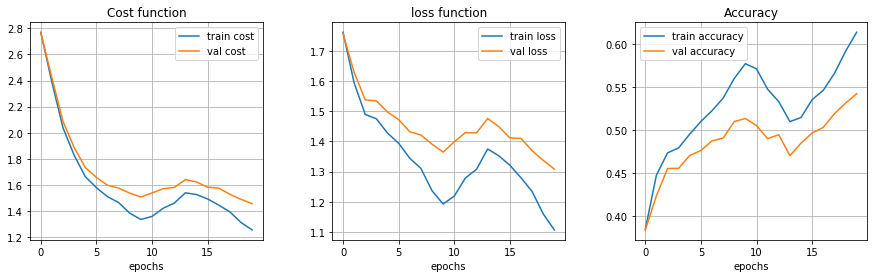 Cost function
train cost
val cost
2.8
2.6
2.4
2.2
2.0
1.8
1.6
1.4
1.2
0 5 10 15
epochs
loss function
train loss
val loss
1.7
1.6
1.5
1.4
1.3
1.2
1.1
0 5 10 15
epochs
Accuracy
train accuracy
val accuracy
0.60
0.55
0.50
0.45
0.40
0 5 10 15
epochs